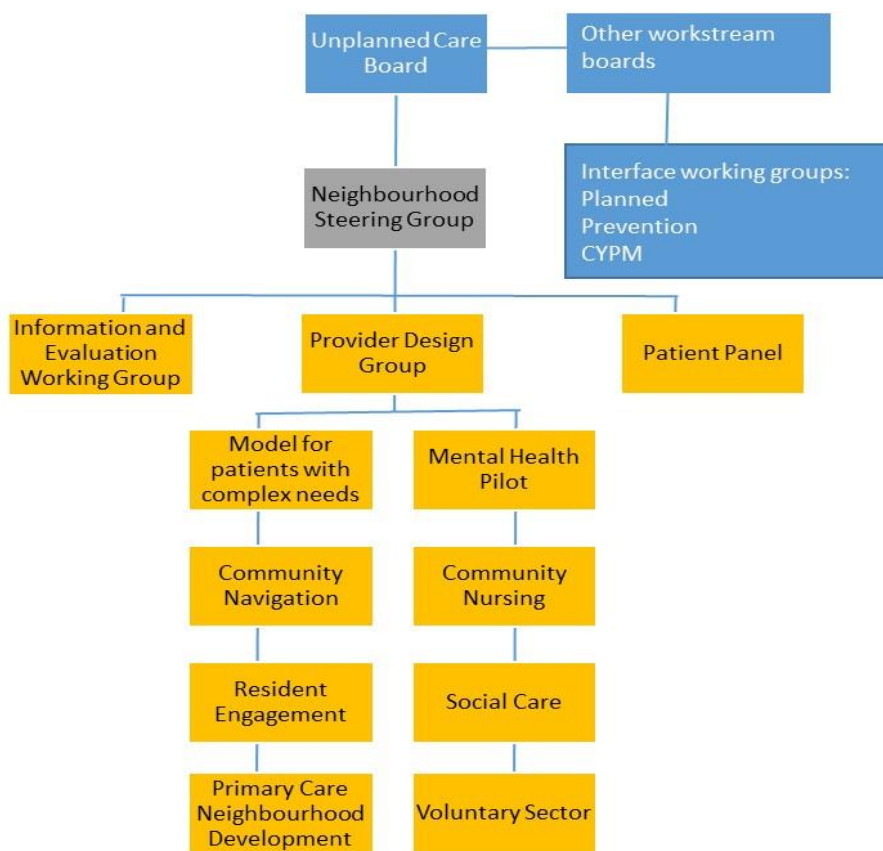 Unplanned Care
Board
Other workstream
boards
Interface working groups:
Planned
Prevention
CYPM
Neighbourhood
Steering Group
Information and
Evaluation
Working Group
Provider Design
Group
Patient Panel
Model for
patients with
complex needs
Mental Health
Pilot
Community
Navigation
Community
Nursing
Resident
Engagement
Social Care
Primary Care
Neighbourhood
Development
Voluntary Sector